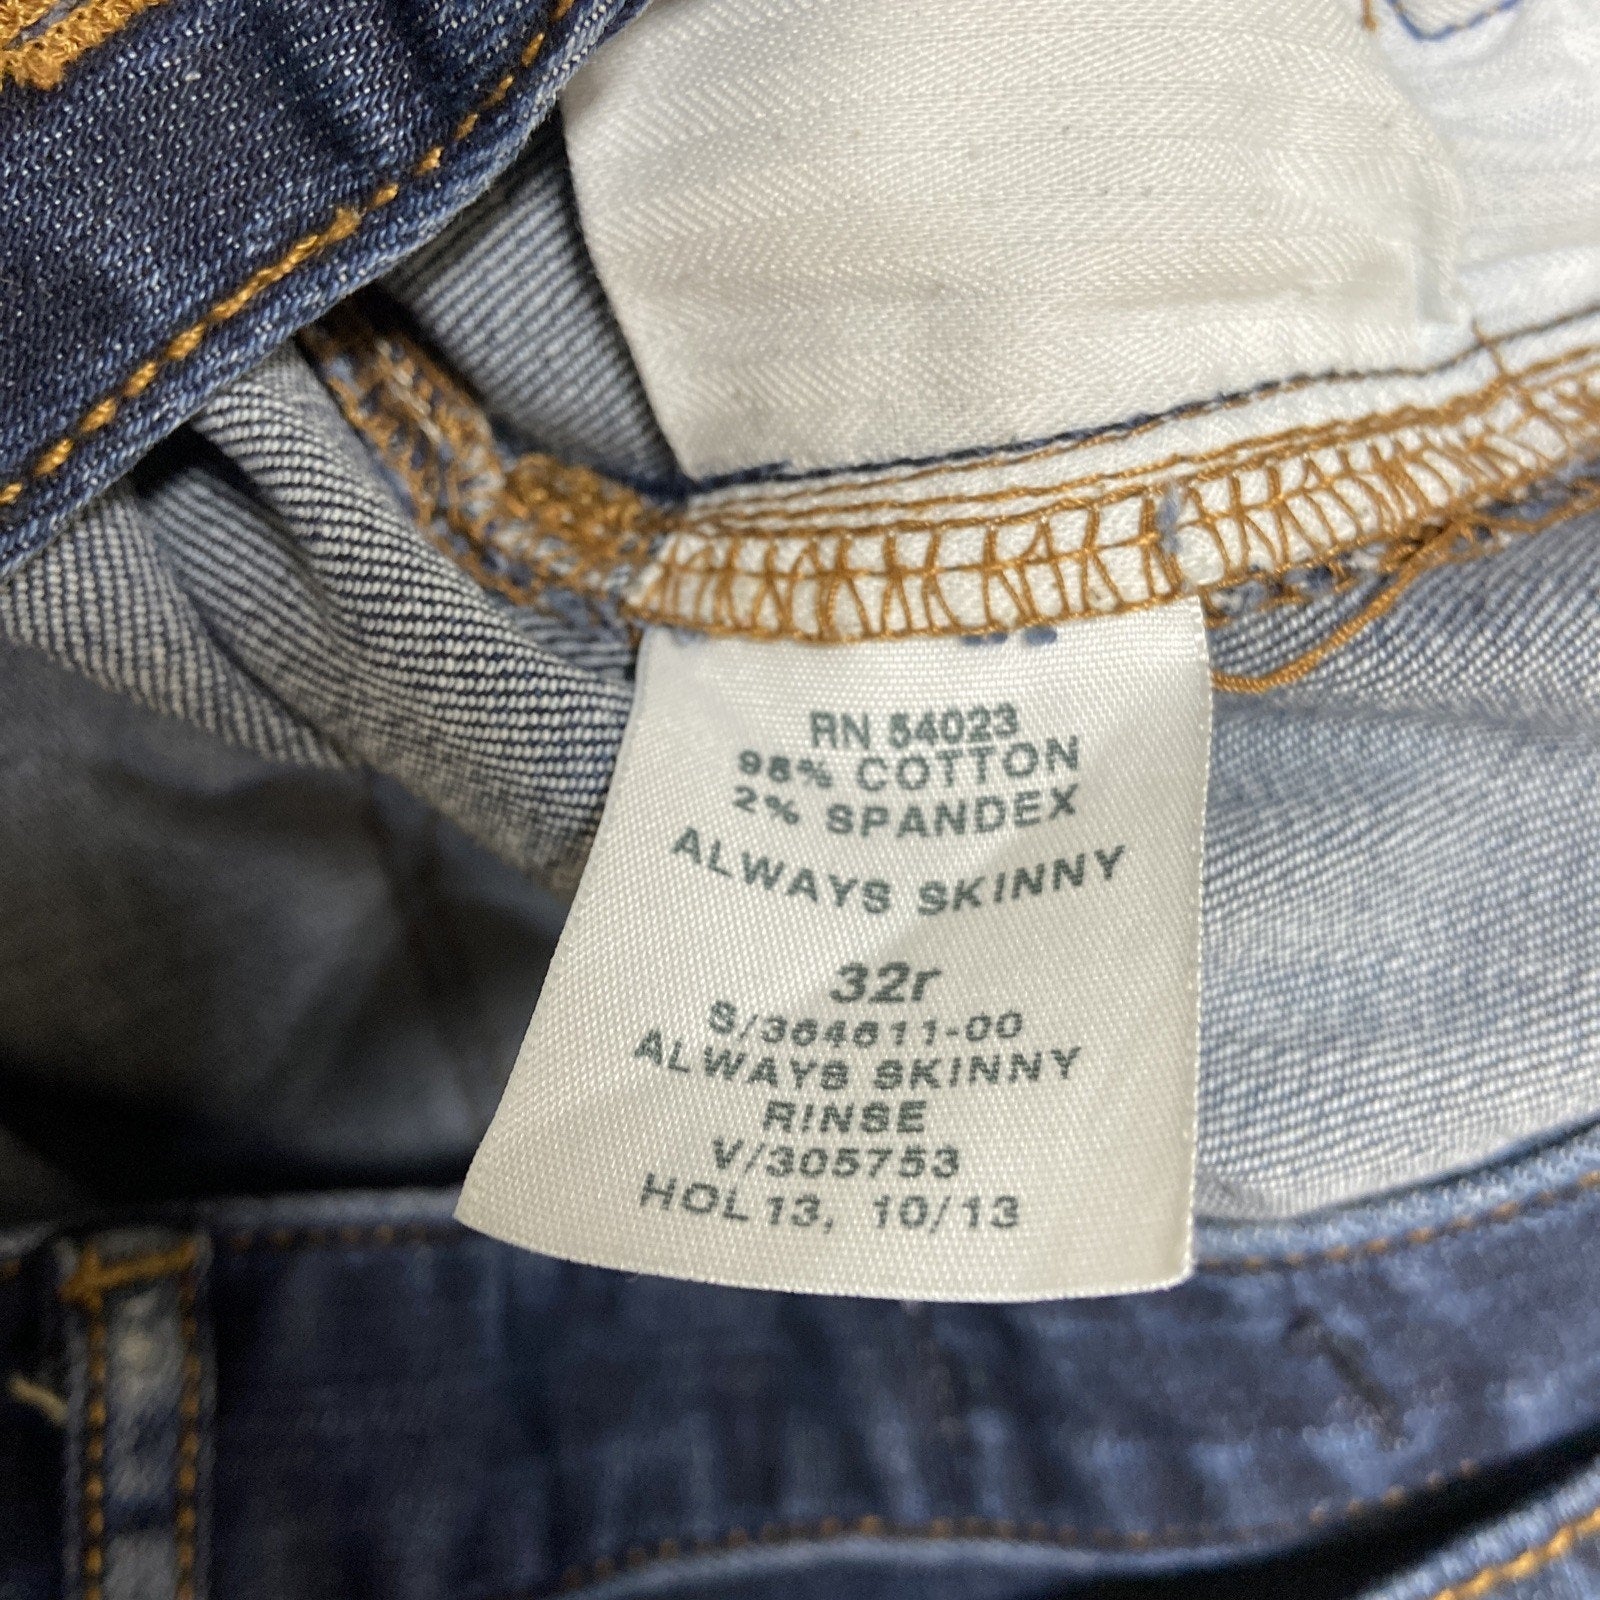 RN 54023
98% COTTON
2% SPANDEX
ALWAYS SKINNY
32r
S/364611-00
ALWAYS SKINNY
RINSE
V/305753
HOL13, 10/13